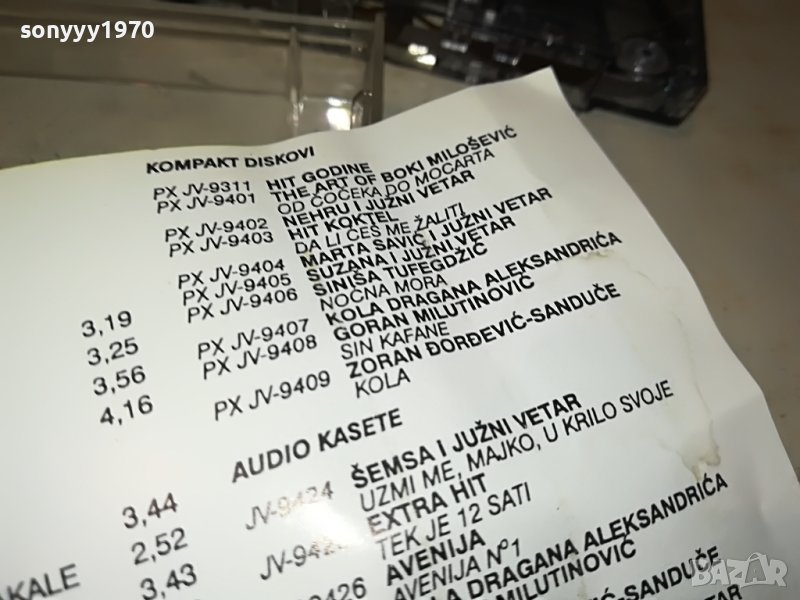 sonyyy1970
KOMPAKT DISKOVI
PX JV-9311 HIT GODINE
PX JV-9401 THE ART OF BOKI MILOŠEVIĆ
OD ČOČEKA DO MOCARTA
PX JV-9402 NEHRU I JUŽNI VETAR
PX JV-9403 HIT KOKTEL
DA LI ĆEŠ ME ŽALITI
PX JV-9404 MARTA SAVIĆ I JUŽNI VETAR
PX JV-9405 SUZANA I JUŽNI VETAR
PX JV-9406 SINIŠA TUFEGDŽIĆ
NOĆNA MORA
3,19 PX JV-9407 KOLA DRAGANA ALEKSANDRIĆA
3,25 PX JV-9408 GORAN MILUTINOVIĆ
SIN KAFANE
3,56 PX JV-9409 ZORAN ĐORĐEVIĆ-SANDUČE
4,16 KOLA
AUDIO KASETE
3,44 JV-9424 ŠEMSA I JUŽNI VETAR
UZMI ME, MAJKO, U KRILO SVOJE
2,52 EXTRA HIT
TEK JE 12 SATI
AKALE 3,43 AVENIJA
AVENIJA Nº1
DRAGANA ALEKSANDRIĆA
MILUTINOVIĆ
-SANDUČE
VETAR
bazar